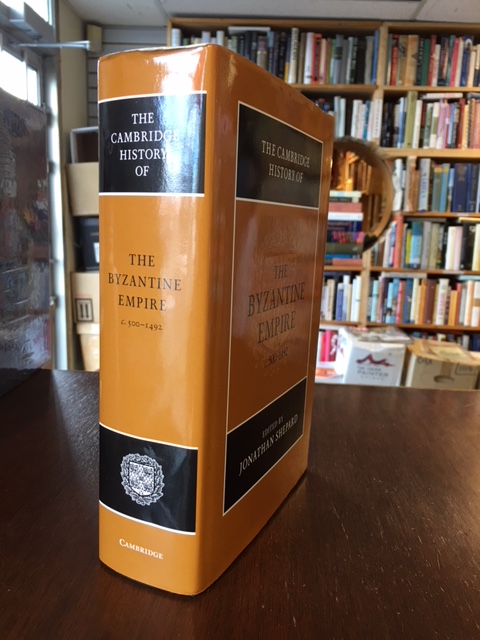 THE
CAMBRIDGE
HISTORY
OF
THE
BYZANTINE
EMPIRE
c. 500–1492
CAMBRIDGE
THE CAMBRIDGE
HISTORY OF
THE
BYZANTINE
EMPIRE
EDITED BY
JONATHAN SHEPARD